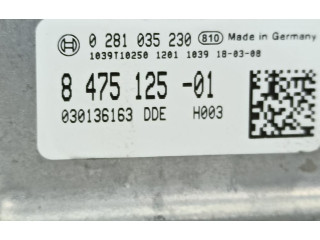 0 281 035 230 810 Made in Germany
1039T10250 1201 1039 18-03-08
8 475 125 -01
030136163 DDE H003